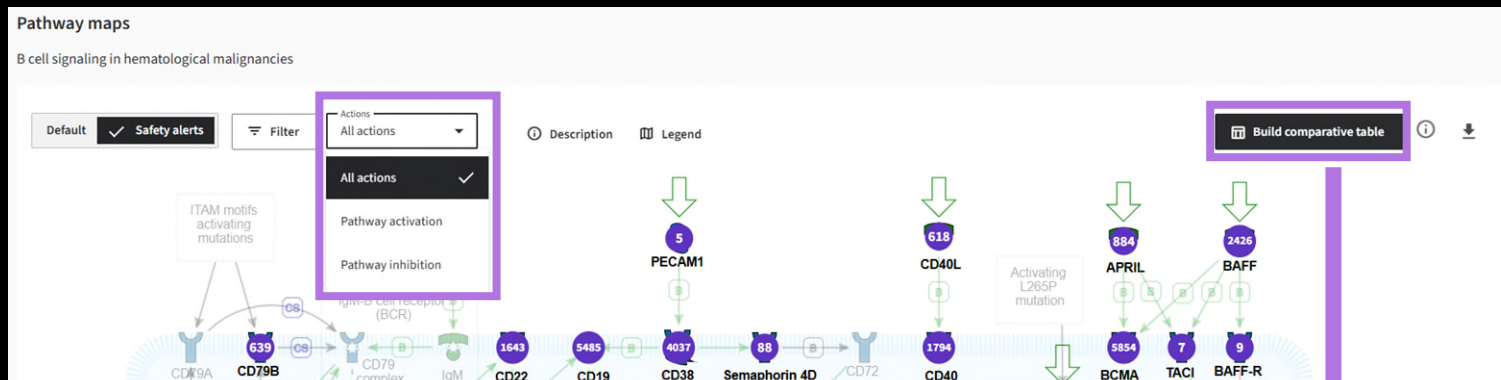 Pathway maps
B cell signaling in hematological malignancies
Default
Safety alerts
Filter
Actions
All actions
Description
Legend
Build comparative table
All actions
Pathway activation
Pathway inhibition
ITAM motifs
activating
mutations
5
PECAM1
618
CD40L
Activating
L265P
mutation
884
APRIL
2426
BAFF
CS
IgM-B cell receptor
(BCR)
B
B
B
B
B
B
B
B
CD79A
639
CD79B
CS
B
CD79
complex
IgM
1643
CD22
5485
CD19
B
4037
CD38
88
Semaphorin 4D
B
CD72
1794
CD40
5854
BCMA
7
TACI
9
BAFF-R